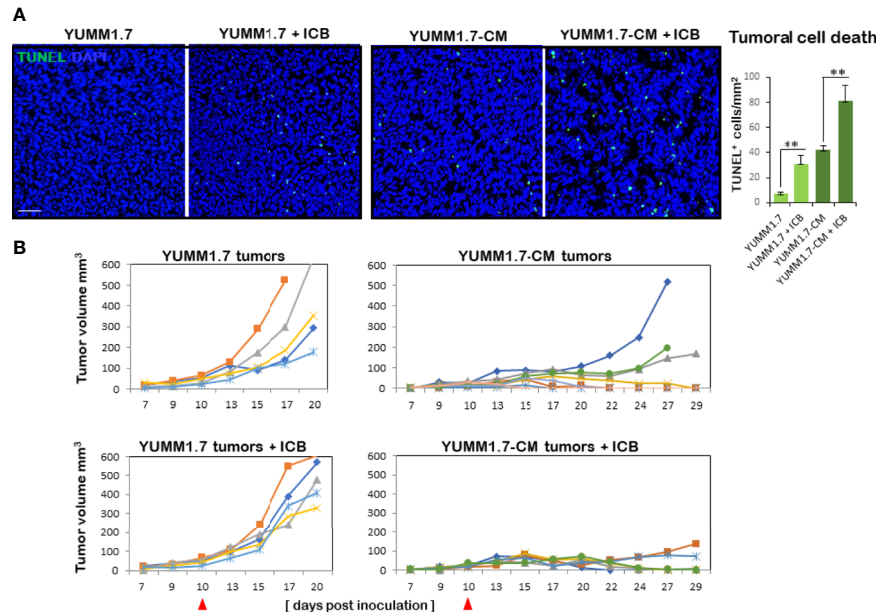 A
YUMM1.7
YUMM1.7 + ICB
YUMM1.7-CM
YUMM1.7-CM + ICB
TUNEL DAPI
Tumoral cell death
TUNEL+ cells/mm2
100
80
60
40
20
0
**
**
YUMM1.7
YUMM1.7 + ICB
YUMM1.7-CM
YUMM1.7-CM + ICB
B
YUMM1.7 tumors
Tumor volume mm3
600
500
400
300
200
100
0
7 9 10 13 15 17 20
YUMM1.7-CM tumors
600
500
400
300
200
100
0
7 9 10 13 15 17 20 22 24 27 29
YUMM1.7 tumors + ICB
Tumor volume mm3
600
500
400
300
200
100
0
7 9 10 13 15 17 20
YUMM1.7-CM tumors + ICB
600
500
400
300
200
100
0
7 9 10 13 15 17 20 22 24 27 29
[ days post inoculation ]